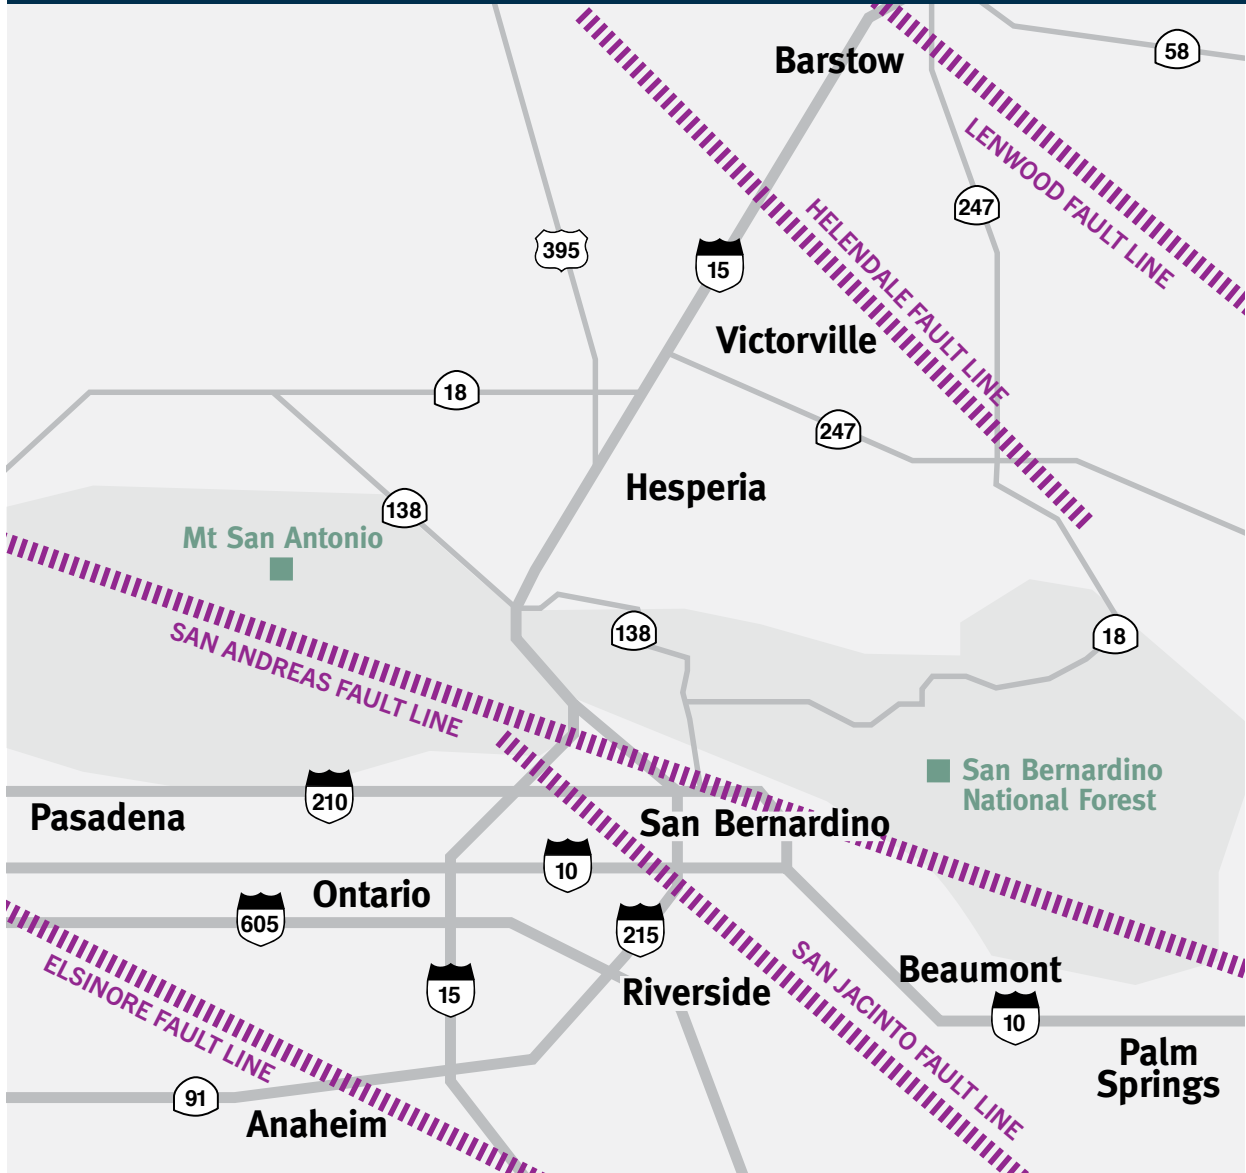 Barstow
58
LENWOOD FAULT LINE
247
HELENDALE FAULT LINE
395
15
Victorville
18
247
Hesperia
138
Mt San Antonio
138
18
SAN ANDREAS FAULT LINE
San Bernardino
National Forest
210
Pasadena
San Bernardino
10
Ontario
605
215
SAN JACINTO FAULT LINE
Beaumont
ELSINORE FAULT LINE
15
Riverside
10
Palm
Springs
91
Anaheim